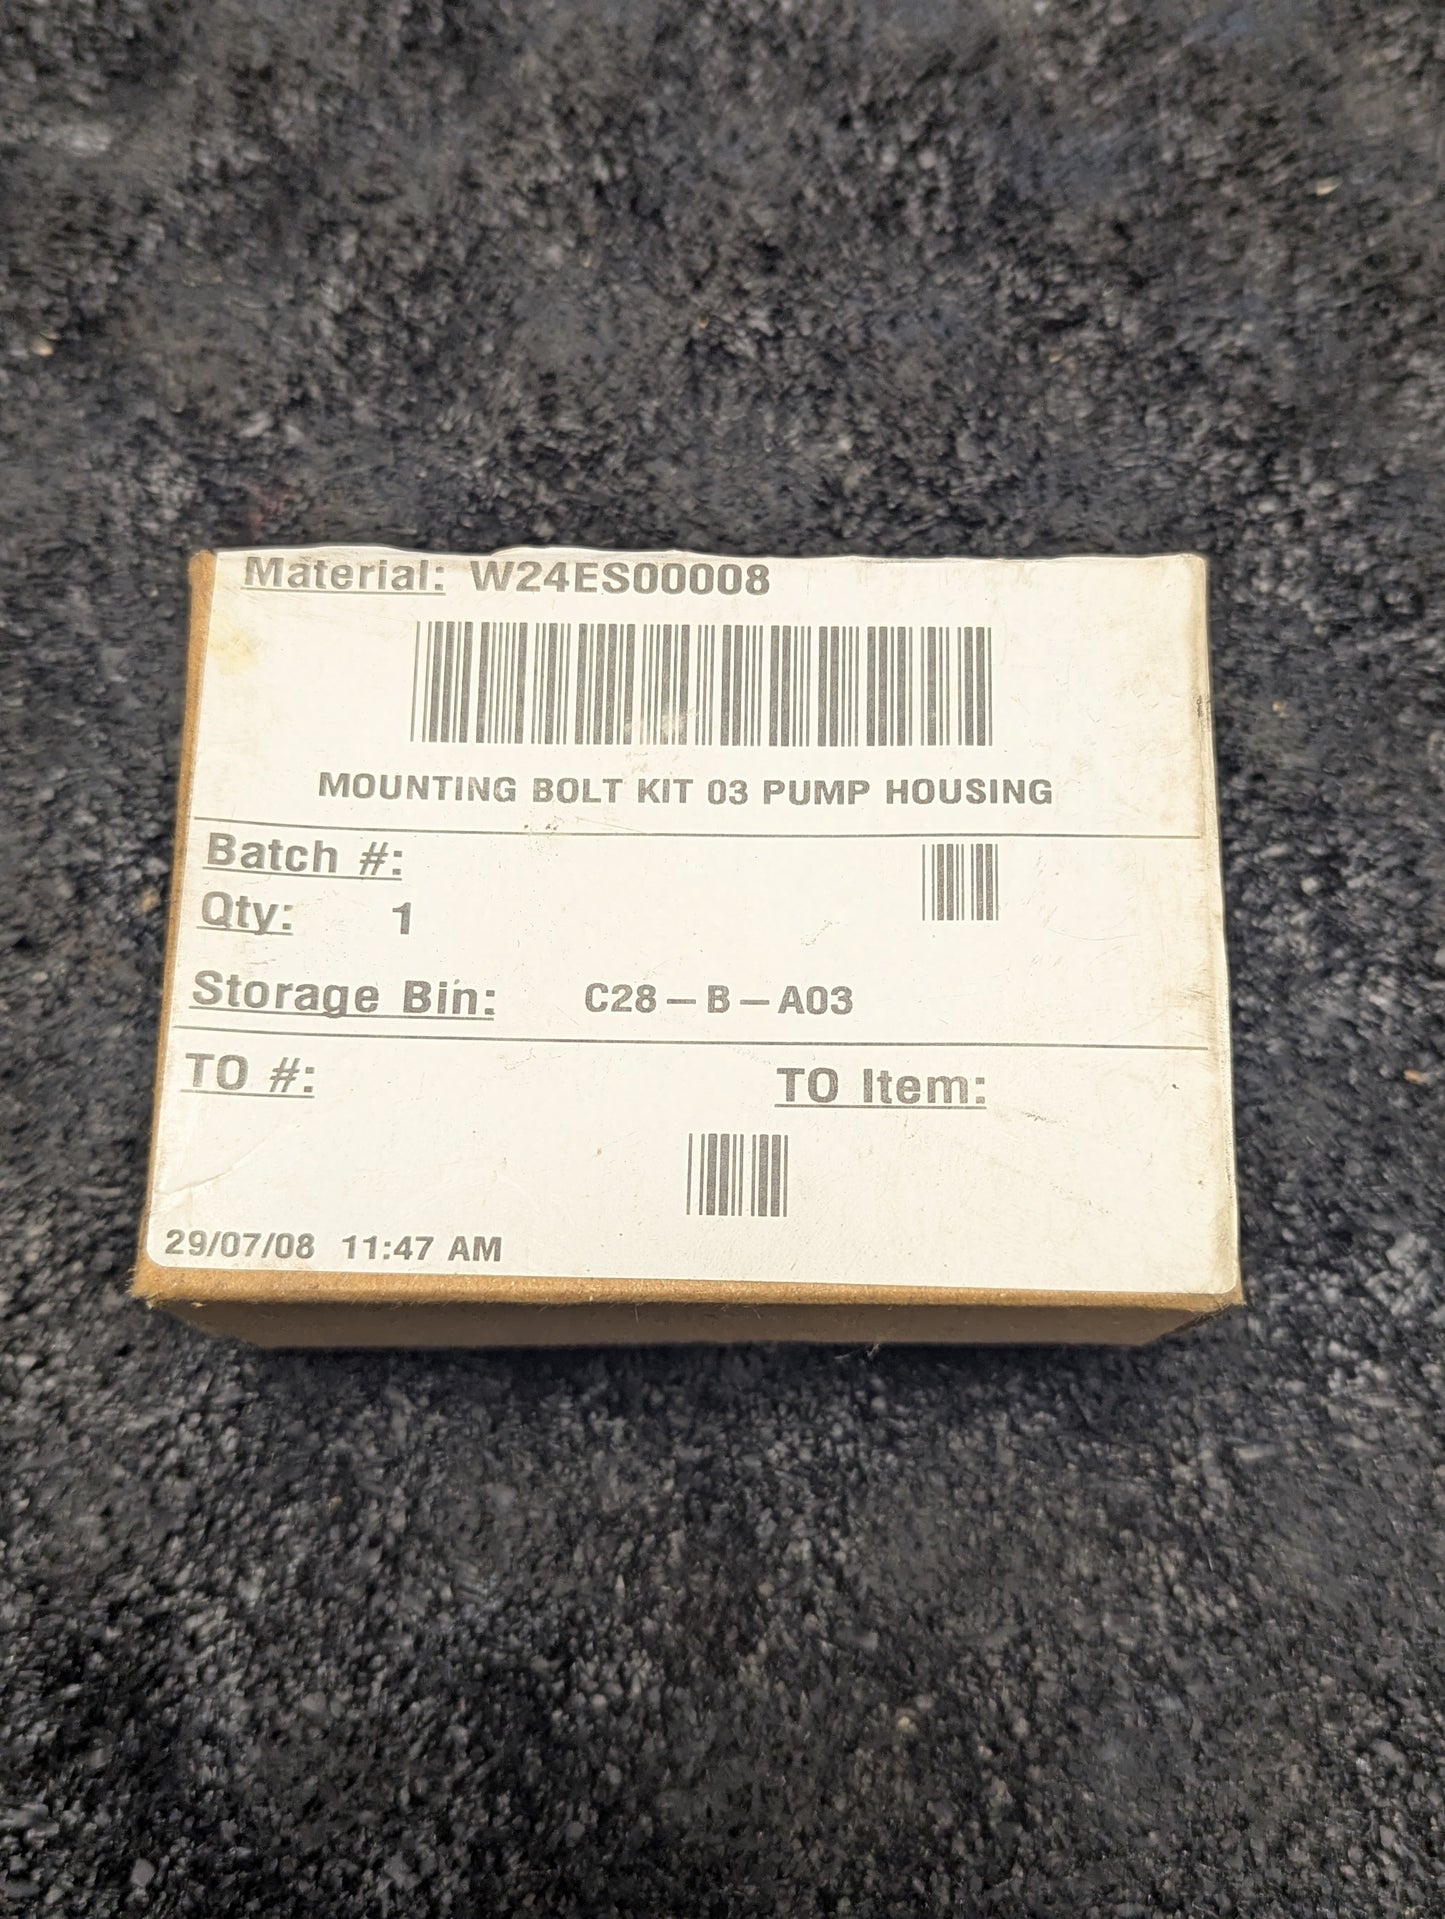 Material: W24ES00008
MOUNTING BOLT KIT 03 PUMP HOUSING
Batch #:
Qty: 1
Storage Bin: C28-B-A03
TO #: TO Item:
29/07/08 11:47 AM